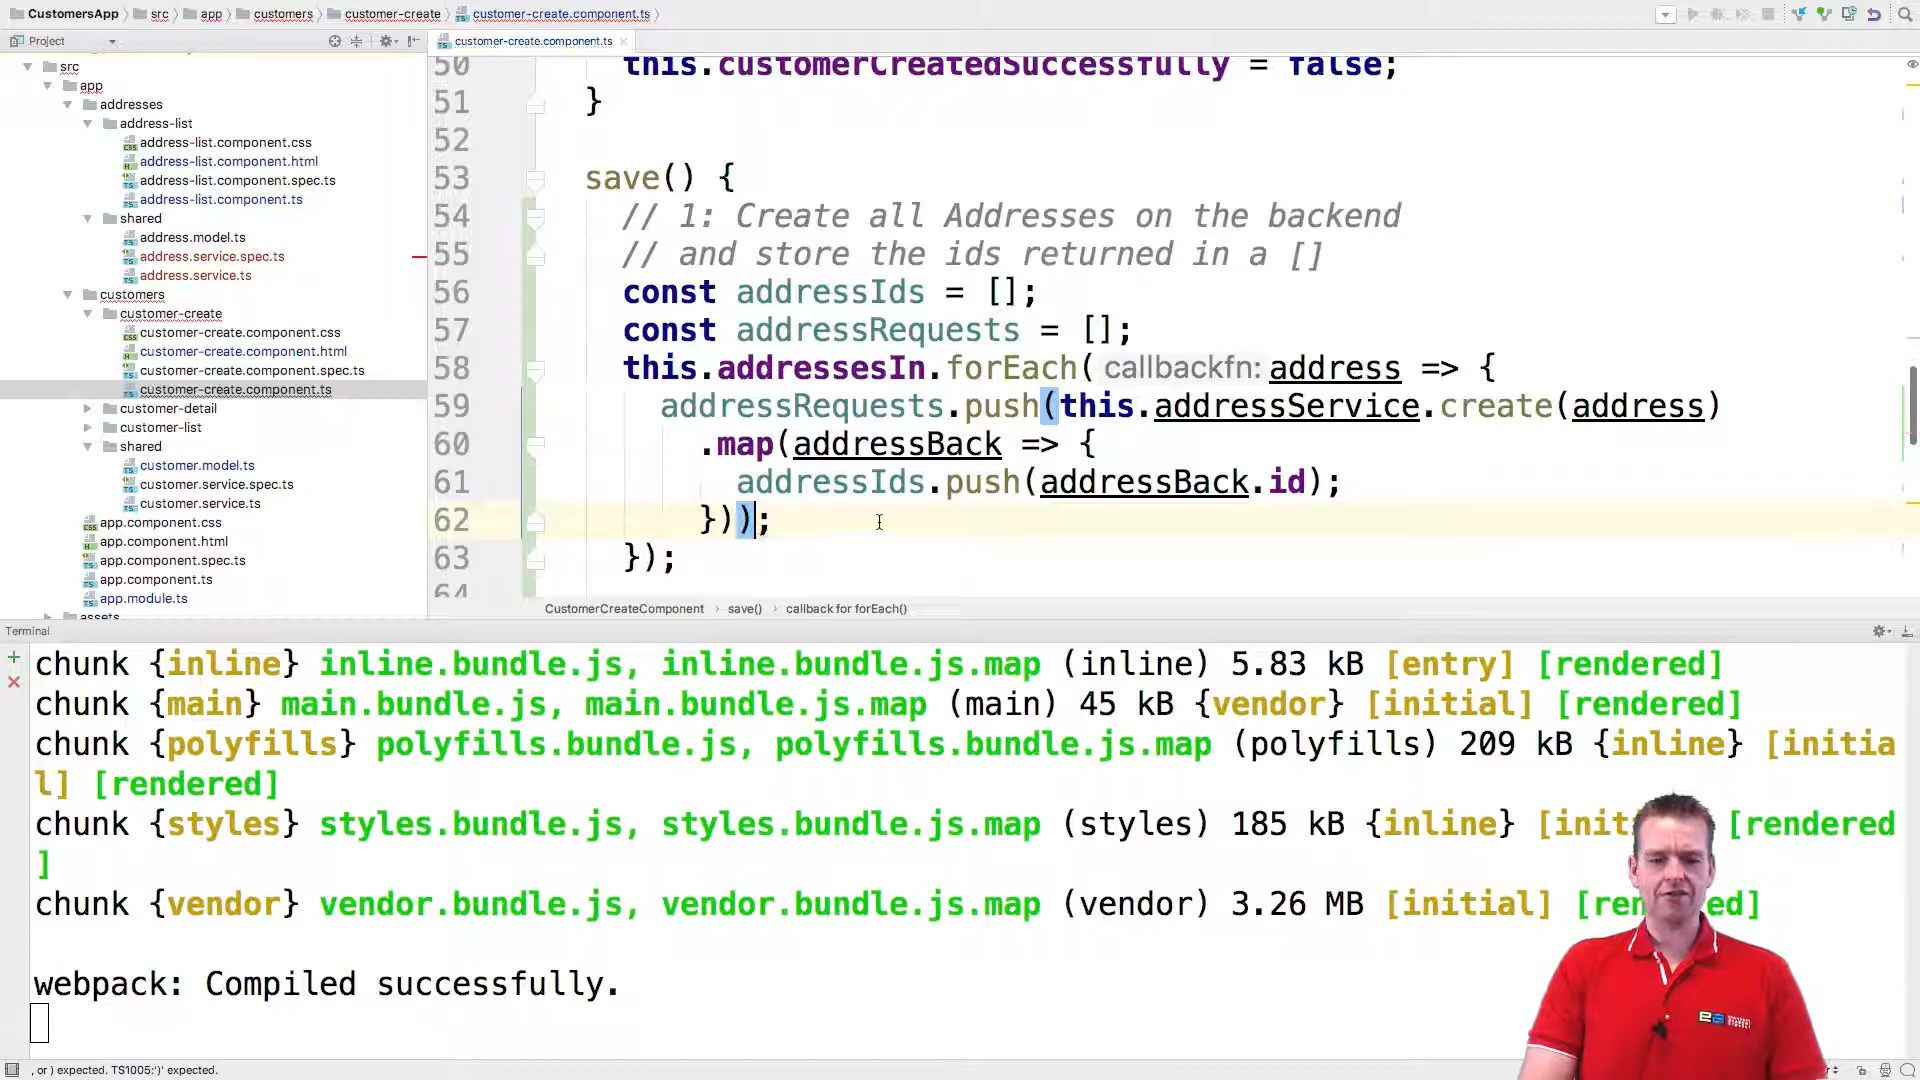 CustomersApp src app customers customer-create customer-create.component.ts
Project
customer-create.component.ts
src
app
addresses
address-list
address-list.component.css
address-list.component.html
address-list.component.spec.ts
address-list.component.ts
shared
address.model.ts
address.service.spec.ts
address.service.ts
customers
customer-create
customer-create.component.css
customer-create.component.html
customer-create.component.spec.ts
customer-create.component.ts
customer-detail
customer-list
shared
customer.model.ts
customer.service.spec.ts
customer.service.ts
app.component.css
app.component.html
app.component.spec.ts
app.component.ts
app.module.ts
assets
50 this.customerCreatedSuccessfully = false;
51 }
52
53 save() {
54 // 1: Create all Addresses on the backend
55 // and store the ids returned in a []
56 const addressIds = [];
57 const addressRequests = [];
58 this.addressesIn.forEach( callbackfn: address => {
59 addressRequests.push(this.addressService.create(address)
60 .map(addressBack => {
61 addressIds.push(addressBack.id);
62 }));
63 });
64
CustomerCreateComponent save() callback for forEach()
Terminal
chunk {inline} inline.bundle.js, inline.bundle.js.map (inline) 5.83 kB [entry] [rendered]
chunk {main} main.bundle.js, main.bundle.js.map (main) 45 kB {vendor} [initial] [rendered]
chunk {polyfills} polyfills.bundle.js, polyfills.bundle.js.map (polyfills) 209 kB {inline} [initia
l] [rendered]
chunk {styles} styles.bundle.js, styles.bundle.js.map (styles) 185 kB {inline} [init [rendered
]
chunk {vendor} vendor.bundle.js, vendor.bundle.js.map (vendor) 3.26 MB [initial] [ren ed]
webpack: Compiled successfully.
, or ) expected. TS1005:')' expected.